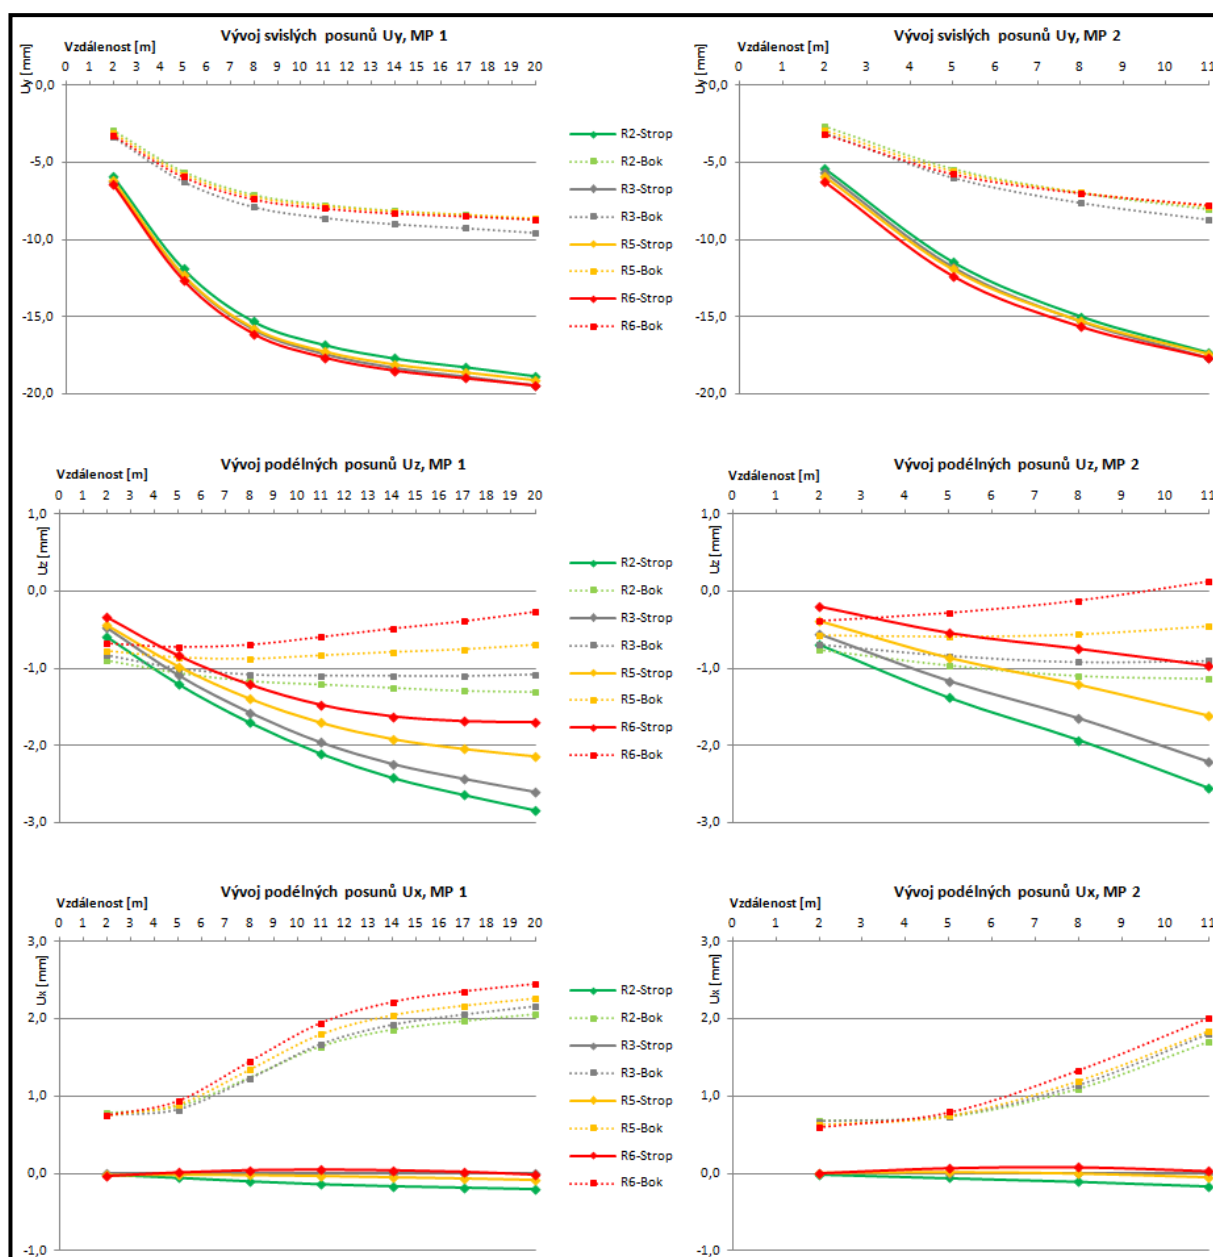 Vývoj svislých posunů Uy, MP 1
Vzdálenost [m]
0 1 2 3 4 5 6 7 8 9 10 11 12 13 14 15 16 17 18 19 20
Uy [mm]
0,0
-5,0
-10,0
-15,0
-20,0
R2-Strop
R2-Bok
R3-Strop
R3-Bok
R5-Strop
R5-Bok
R6-Strop
R6-Bok
Vývoj svislých posunů Uy, MP 2
Vzdálenost [m]
0 1 2 3 4 5 6 7 8 9 10 11
Uy [mm]
0,0
-5,0
-10,0
-15,0
-20,0
Vývoj podélných posunů Uz, MP 1
Vzdálenost [m]
0 1 2 3 4 5 6 7 8 9 10 11 12 13 14 15 16 17 18 19 20
Uz [mm]
1,0
0,0
-1,0
-2,0
-3,0
R2-Strop
R2-Bok
R3-Strop
R3-Bok
R5-Strop
R5-Bok
R6-Strop
R6-Bok
Vývoj podélných posunů Uz, MP 2
Vzdálenost [m]
0 1 2 3 4 5 6 7 8 9 10 11
Uz [mm]
1,0
0,0
-1,0
-2,0
-3,0
Vývoj podélných posunů Ux, MP 1
Vzdálenost [m]
0 1 2 3 4 5 6 7 8 9 10 11 12 13 14 15 16 17 18 19 20
Ux [mm]
3,0
2,0
1,0
0,0
-1,0
R2-Strop
R2-Bok
R3-Strop
R3-Bok
R5-Strop
R5-Bok
R6-Strop
R6-Bok
Vývoj podélných posunů Ux, MP 2
Vzdálenost [m]
0 1 2 3 4 5 6 7 8 9 10 11
Ux [mm]
3,0
2,0
1,0
0,0
-1,0